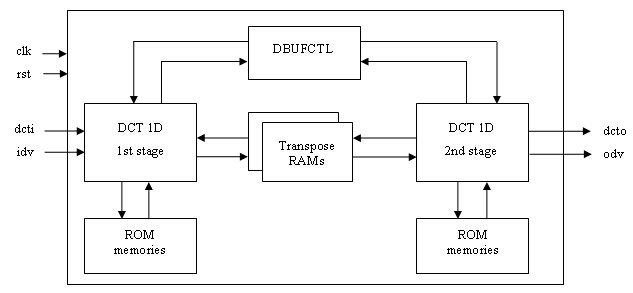 DBUFCTL
clk
rst
dcti
idv
DCT 1D
1st stage
Transpose
RAMs
DCT 1D
2nd stage
dcto
odv
ROM
memories
ROM
memories